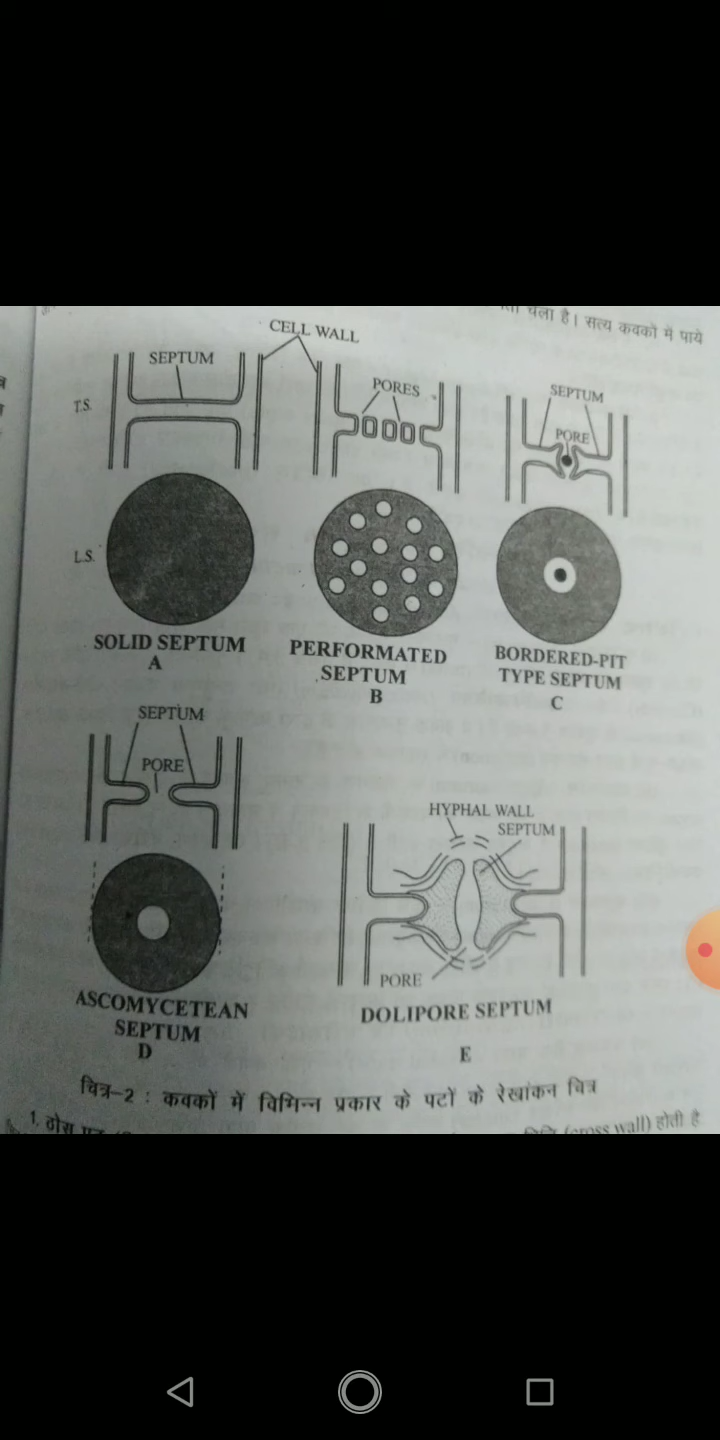 चला है। सत्य कवकों में पाये
CELL WALL
SEPTUM
T.S.
PORES
SEPTUM
PORE
L.S.
SOLID SEPTUM
A
PERFORMATED
SEPTUM
B
BORDERED-PIT
TYPE SEPTUM
C
SEPTUM
PORE
HYPHAL WALL
SEPTUM
PORE
ASCOMYCETEAN
SEPTUM
D
DOLIPORE SEPTUM
E
चित्र-2 : कवकों में विभिन्न प्रकार के पटों के रेखांकन चित्र
1. ठोस (cross wall) होती है